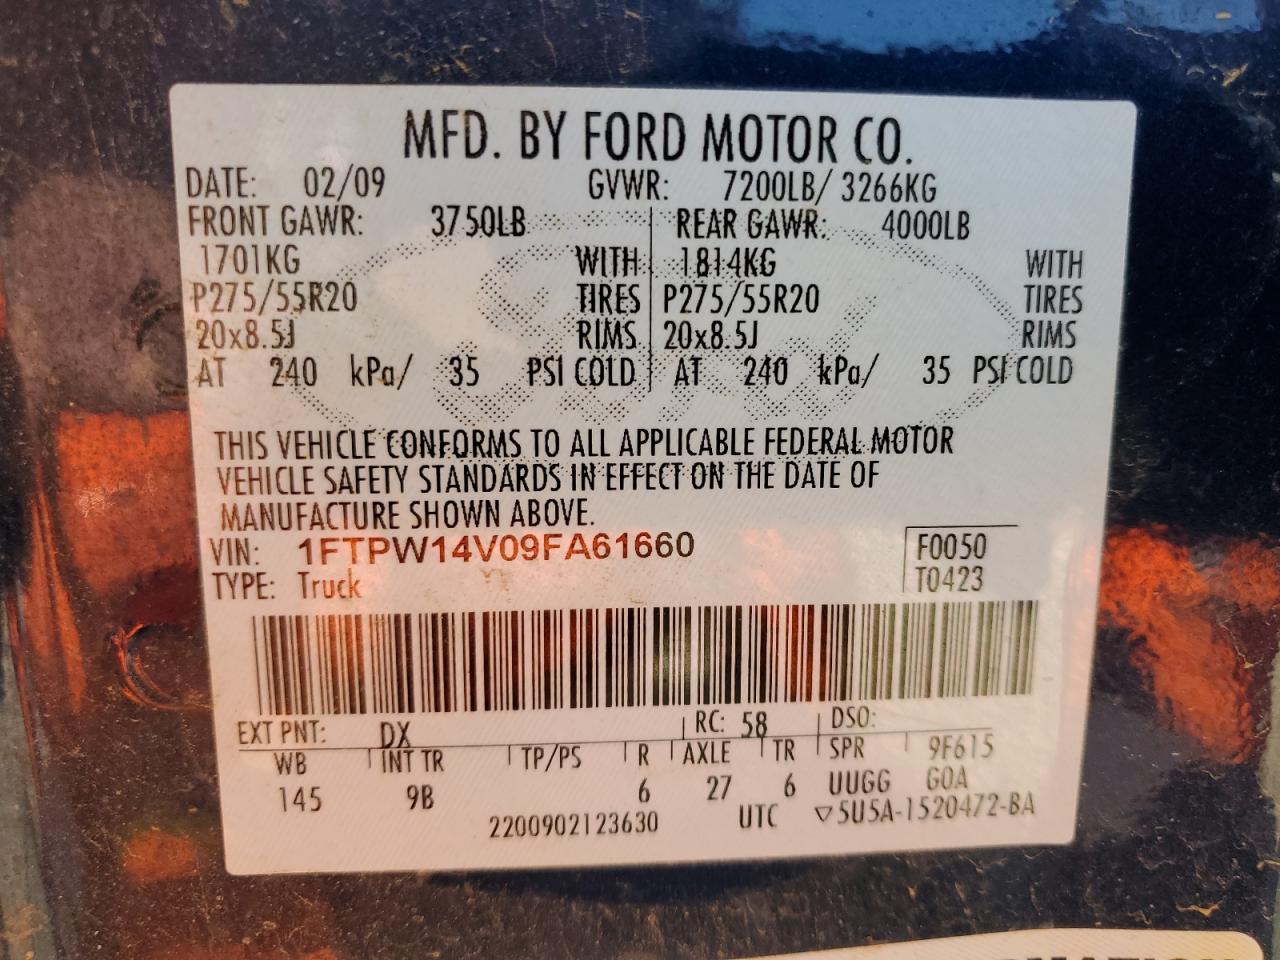 MFD. BY FORD MOTOR CO.
DATE: 02/09 GVWR: 7200LB/ 3266KG
FRONT GAWR: 3750LB REAR GAWR: 4000LB
1701KG WITH 1814KG WITH
P275/55R20 TIRES P275/55R20 TIRES
20x8.5J RIMS 20x8.5J RIMS
AT 240 kPa/ 35 PSI COLD AT 240 kPa/ 35 PSI COLD
THIS VEHICLE CONFORMS TO ALL APPLICABLE FEDERAL MOTOR
VEHICLE SAFETY STANDARDS IN EFFECT ON THE DATE OF
MANUFACTURE SHOWN ABOVE.
VIN: 1FTPW14V09FA61660 F0050
TYPE: Truck T0423
EXT PNT: DX RC: 58 DSO:
WB INT TR TP/PS R AXLE TR SPR 9F615
145 9B 6 27 6 UUGG GOA
2200902123630 UTC ▽5U5A-1520472-BA